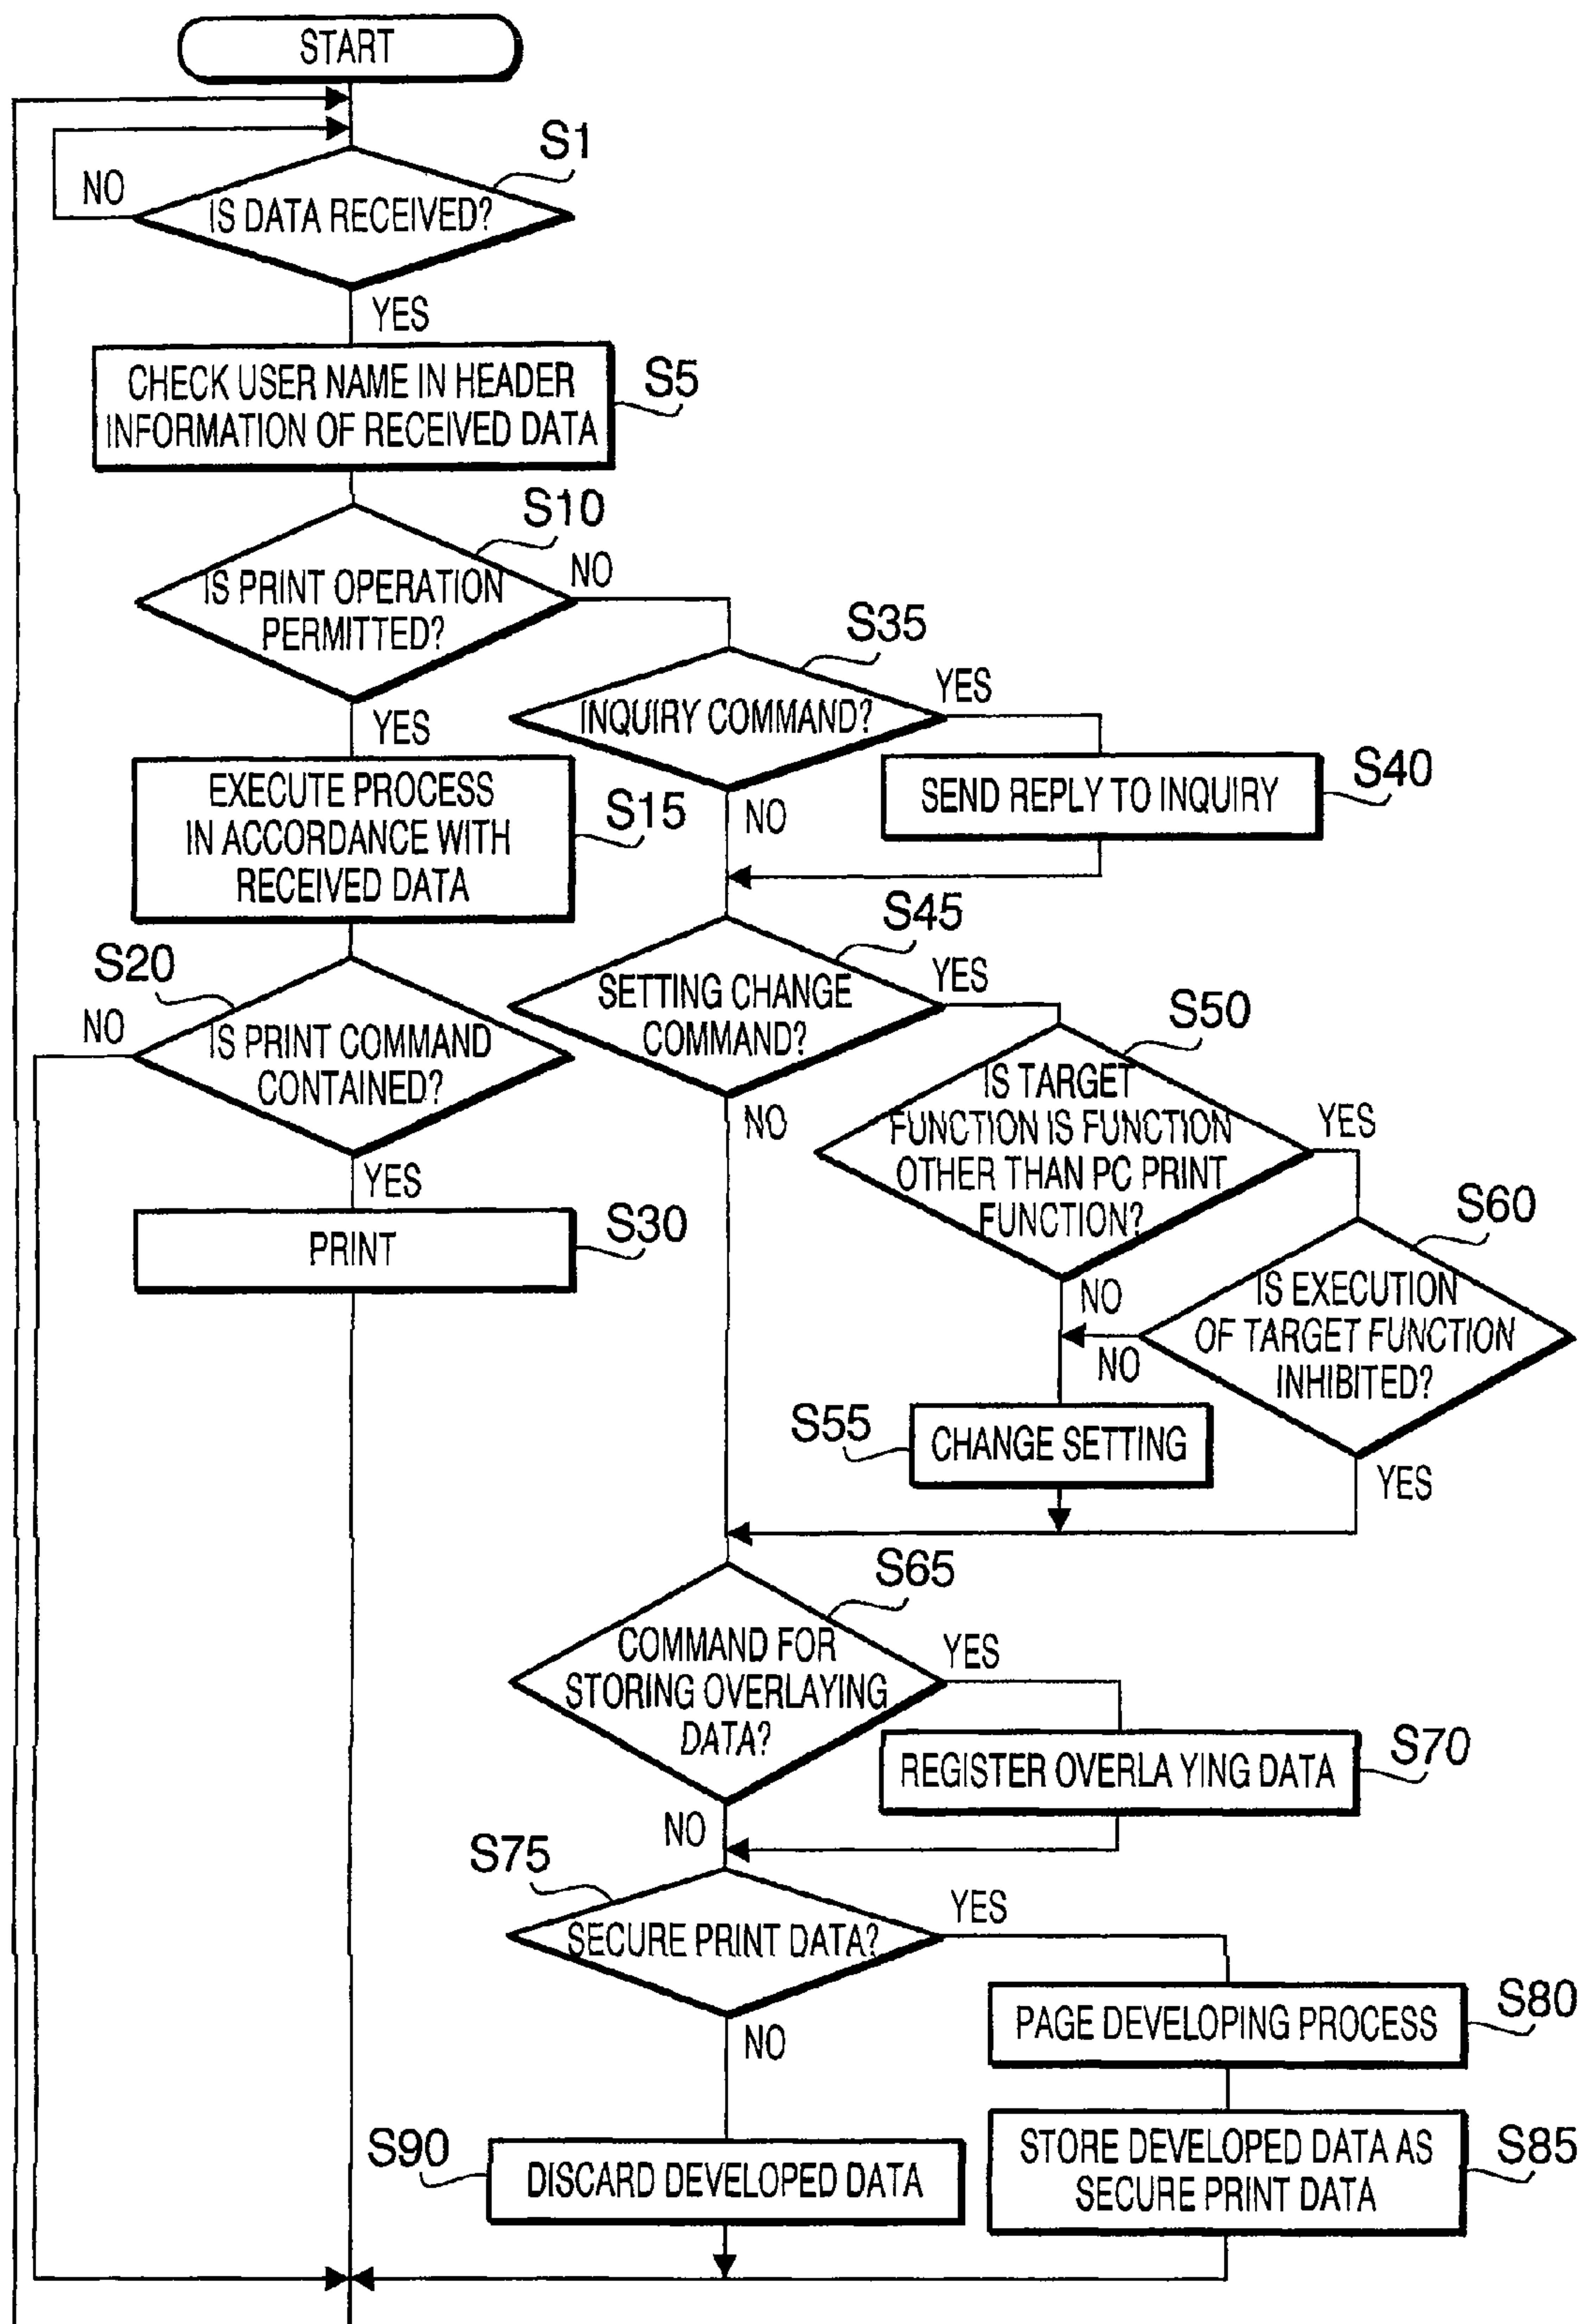 START
S1
NO
IS DATA RECEIVED?
YES
CHECK USER NAME IN HEADER
INFORMATION OF RECEIVED DATA
S5
S10
NO
IS PRINT OPERATION
PERMITTED?
YES
S35
YES
INQUIRY COMMAND?
NO
SEND REPLY TO INQUIRY
S40
EXECUTE PROCESS
IN ACCORDANCE WITH
RECEIVED DATA
S15
S20
NO
IS PRINT COMMAND
CONTAINED?
YES
PRINT
S30
S45
YES
SETTING CHANGE
COMMAND?
NO
S50
IS TARGET
FUNCTION IS FUNCTION
OTHER THAN PC PRINT
FUNCTION?
YES
NO
S60
IS EXECUTION
OF TARGET FUNCTION
INHIBITED?
NO
YES
S55
CHANGE SETTING
S65
COMMAND FOR
STORING OVERLAYING
DATA?
YES
REGISTER OVERLA YING DATA
S70
NO
S75
YES
SECURE PRINT DATA?
NO
PAGE DEVELOPING PROCESS
S80
STORE DEVELOPED DATA AS
SECURE PRINT DATA
S85
S90
DISCARD DEVELOPED DATA